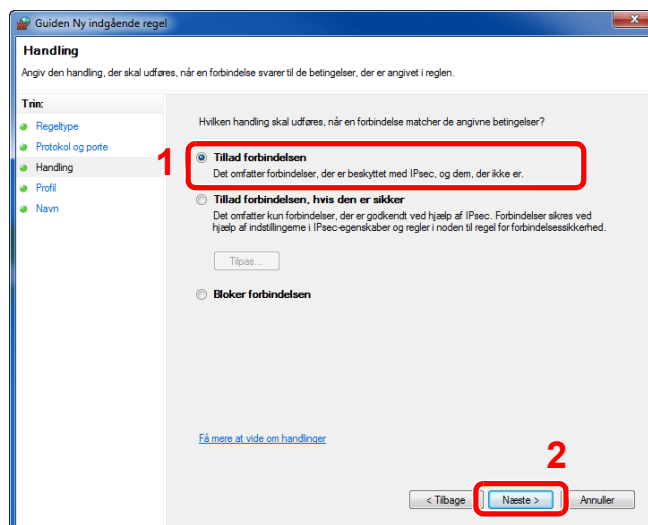 Guiden Ny indgående regel
Handling
Angiv den handling, der skal udføres, når en forbindelse svarer til de betingelser, der er angivet i reglen.
Trin:
Regeltype
Protokol og porte
Handling
Profil
Navn
Hvilken handling skal udføres, når en forbindelse matcher de angivne betingelser?
1
Tillad forbindelsen
Det omfatter forbindelser, der er beskyttet med IPsec, og dem, der ikke er.
Tillad forbindelsen, hvis den er sikker
Det omfatter kun forbindelser, der er godkendt ved hjælp af IPsec. Forbindelser sikres ved
hjælp af indstillingerne i IPsec-egenskaber og regler i noden til regel for forbindelsessikkerhed.
Tilpas...
Bloker forbindelsen
Få mere at vide om handlinger
2
< Tilbage
Næste >
Annuller